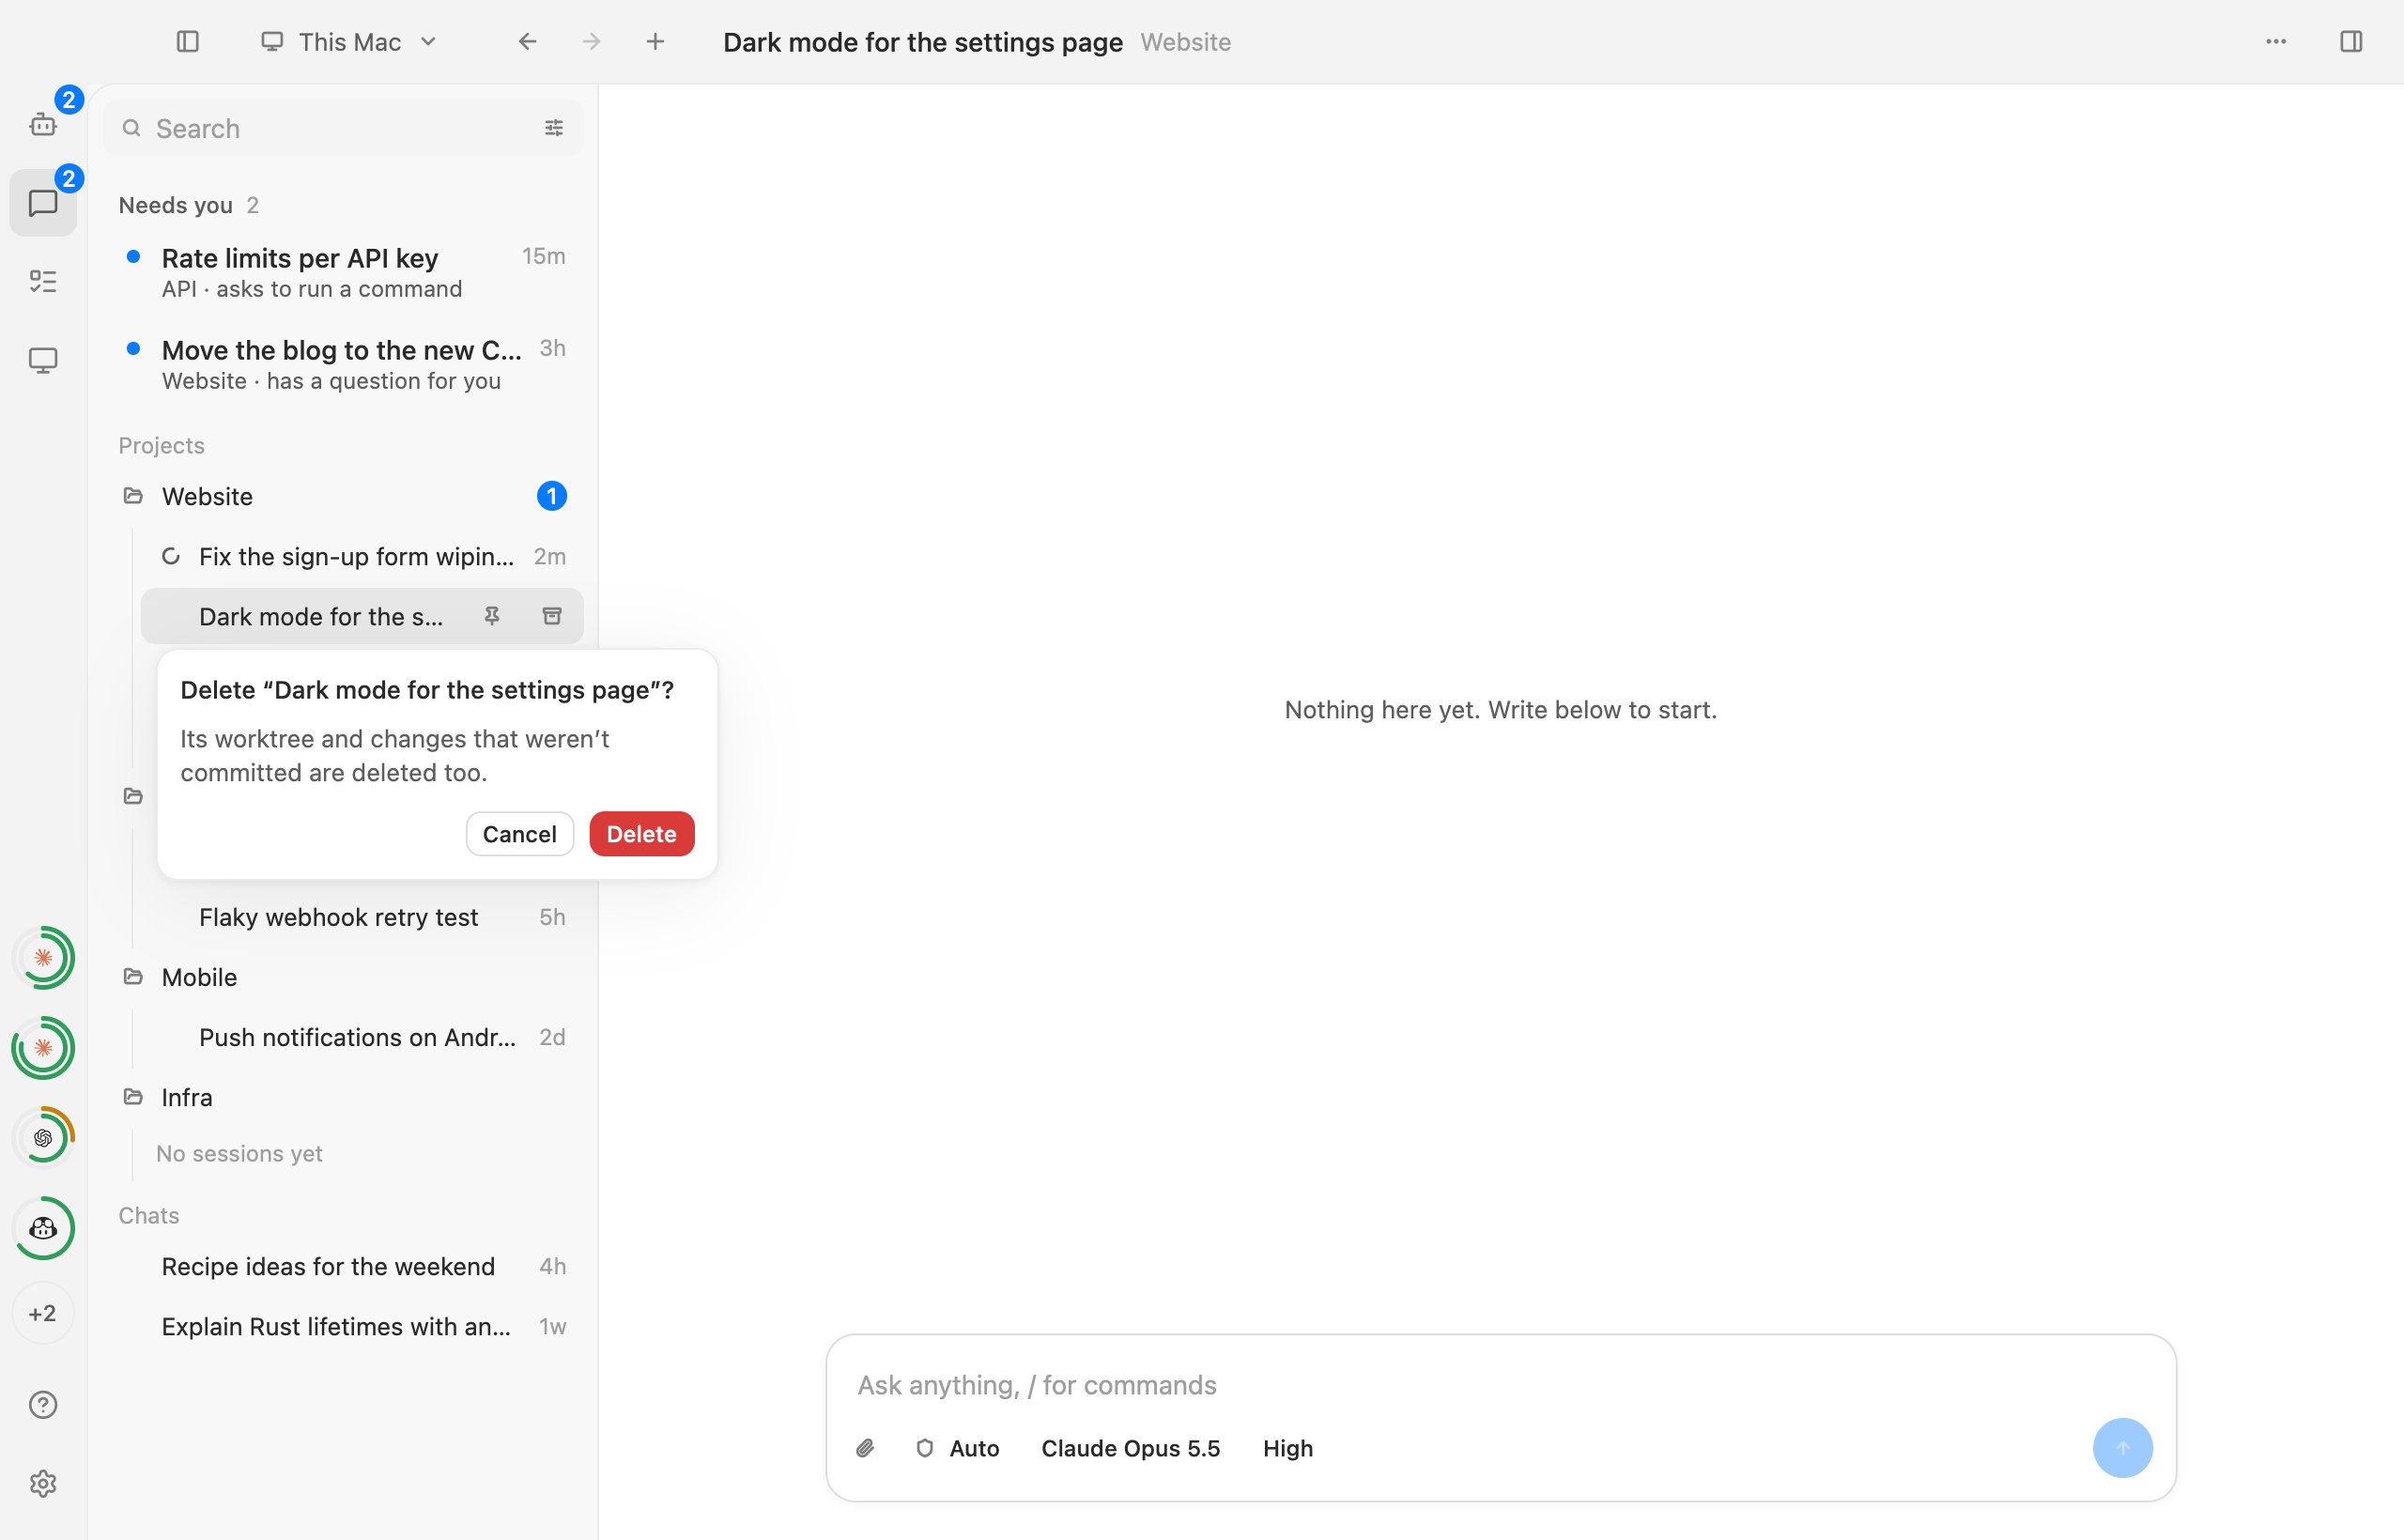 This Mac
Dark mode for the settings page Website
2
2
Search
Needs you 2
Rate limits per API key 15m
API · asks to run a command
Move the blog to the new C... 3h
Website · has a question for you
Projects
Website 1
Fix the sign-up form wipin... 2m
Dark mode for the s...
Delete “Dark mode for the settings page”?
Its worktree and changes that weren’t
committed are deleted too.
Cancel Delete
Flaky webhook retry test 5h
Mobile
Push notifications on Andr... 2d
Infra
No sessions yet
Chats
Recipe ideas for the weekend 4h
Explain Rust lifetimes with an... 1w
+2
Nothing here yet. Write below to start.
Ask anything, / for commands
Auto Claude Opus 5.5 High